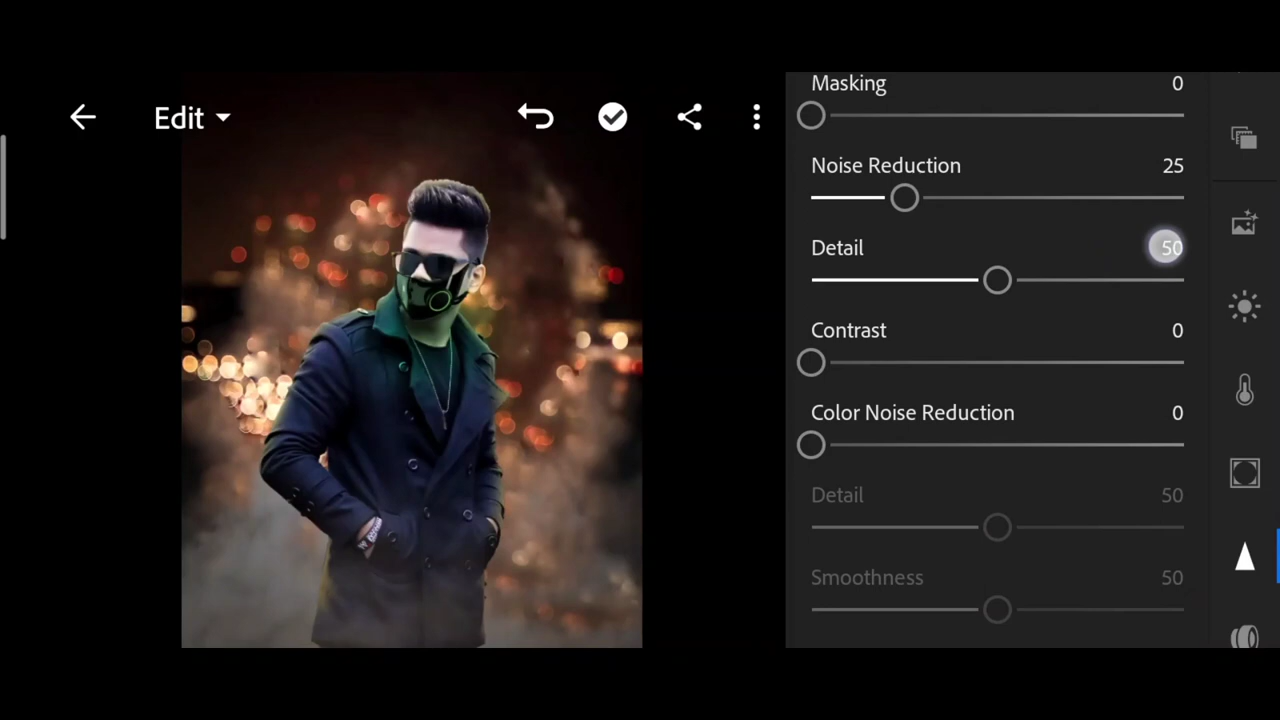 Edit
Masking 0
Noise Reduction 25
Detail 50
Contrast 0
Color Noise Reduction 0
Detail 50
Smoothness 50